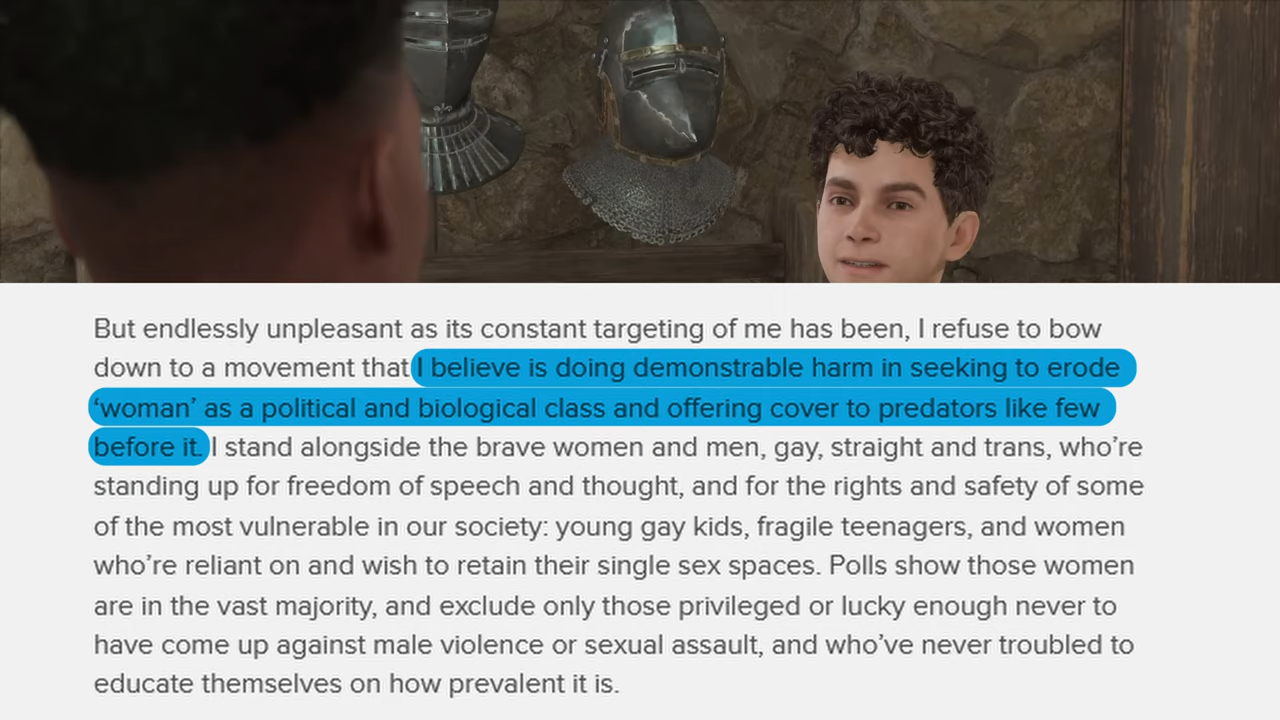 But endlessly unpleasant as its constant targeting of me has been, I refuse to bow
down to a movement that I believe is doing demonstrable harm in seeking to erode
‘woman’ as a political and biological class and offering cover to predators like few
before it. I stand alongside the brave women and men, gay, straight and trans, who’re
standing up for freedom of speech and thought, and for the rights and safety of some
of the most vulnerable in our society: young gay kids, fragile teenagers, and women
who’re reliant on and wish to retain their single sex spaces. Polls show those women
are in the vast majority, and exclude only those privileged or lucky enough never to
have come up against male violence or sexual assault, and who’ve never troubled to
educate themselves on how prevalent it is.